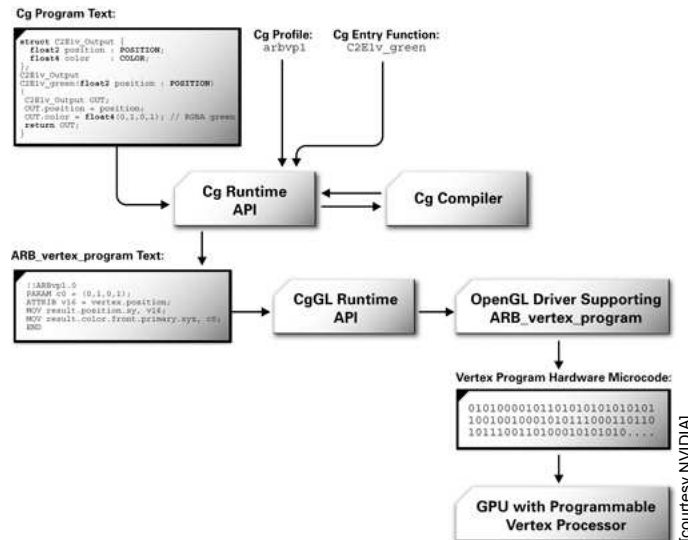 Cg Program Text:
struct C2E1v_Output {
float2 position : POSITION;
float4 color : COLOR;
};
C2E1v_Output
C2E1v_green(float2 position : POSITION)
{
C2E1v_Output OUT;
OUT.position = position;
OUT.color = float4(0,1,0,1); // RGBA green
return OUT;
}
Cg Profile:
arbvp1
Cg Entry Function:
C2E1v_green
Cg Runtime
API
Cg Compiler
ARB_vertex_program Text:
!!ARBvp1.0
PARAM c0 = {0,1,0,1};
ATTRIB v16 = vertex.position;
MOV result.position.xy, v16;
MOV result.color.front.primary.xyz, c0;
END
CgGL Runtime
API
OpenGL Driver Supporting
ARB_vertex_program
Vertex Program Hardware Microcode:
0101000010110101010101010101
10010010001010111000110110
1011100110100010101010....
GPU with Programmable
Vertex Processor
[courtesy NVIDIA]